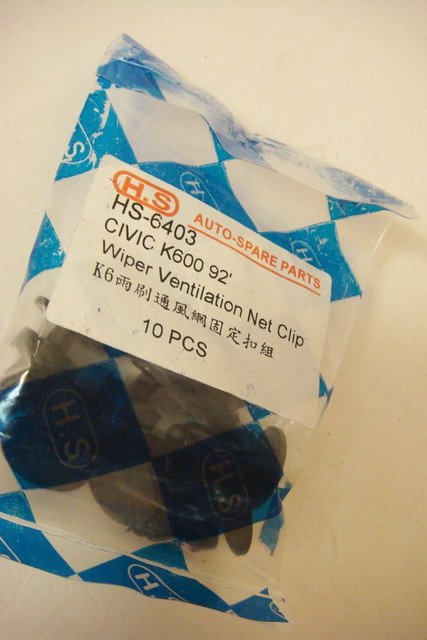 H.S
AUTO-SPARE PARTS
HS-6403
CIVIC K600 92'
Wiper Ventilation Net Clip
K6雨刷通風網固定扣組
10 PCS
H.S
H.S
H.S